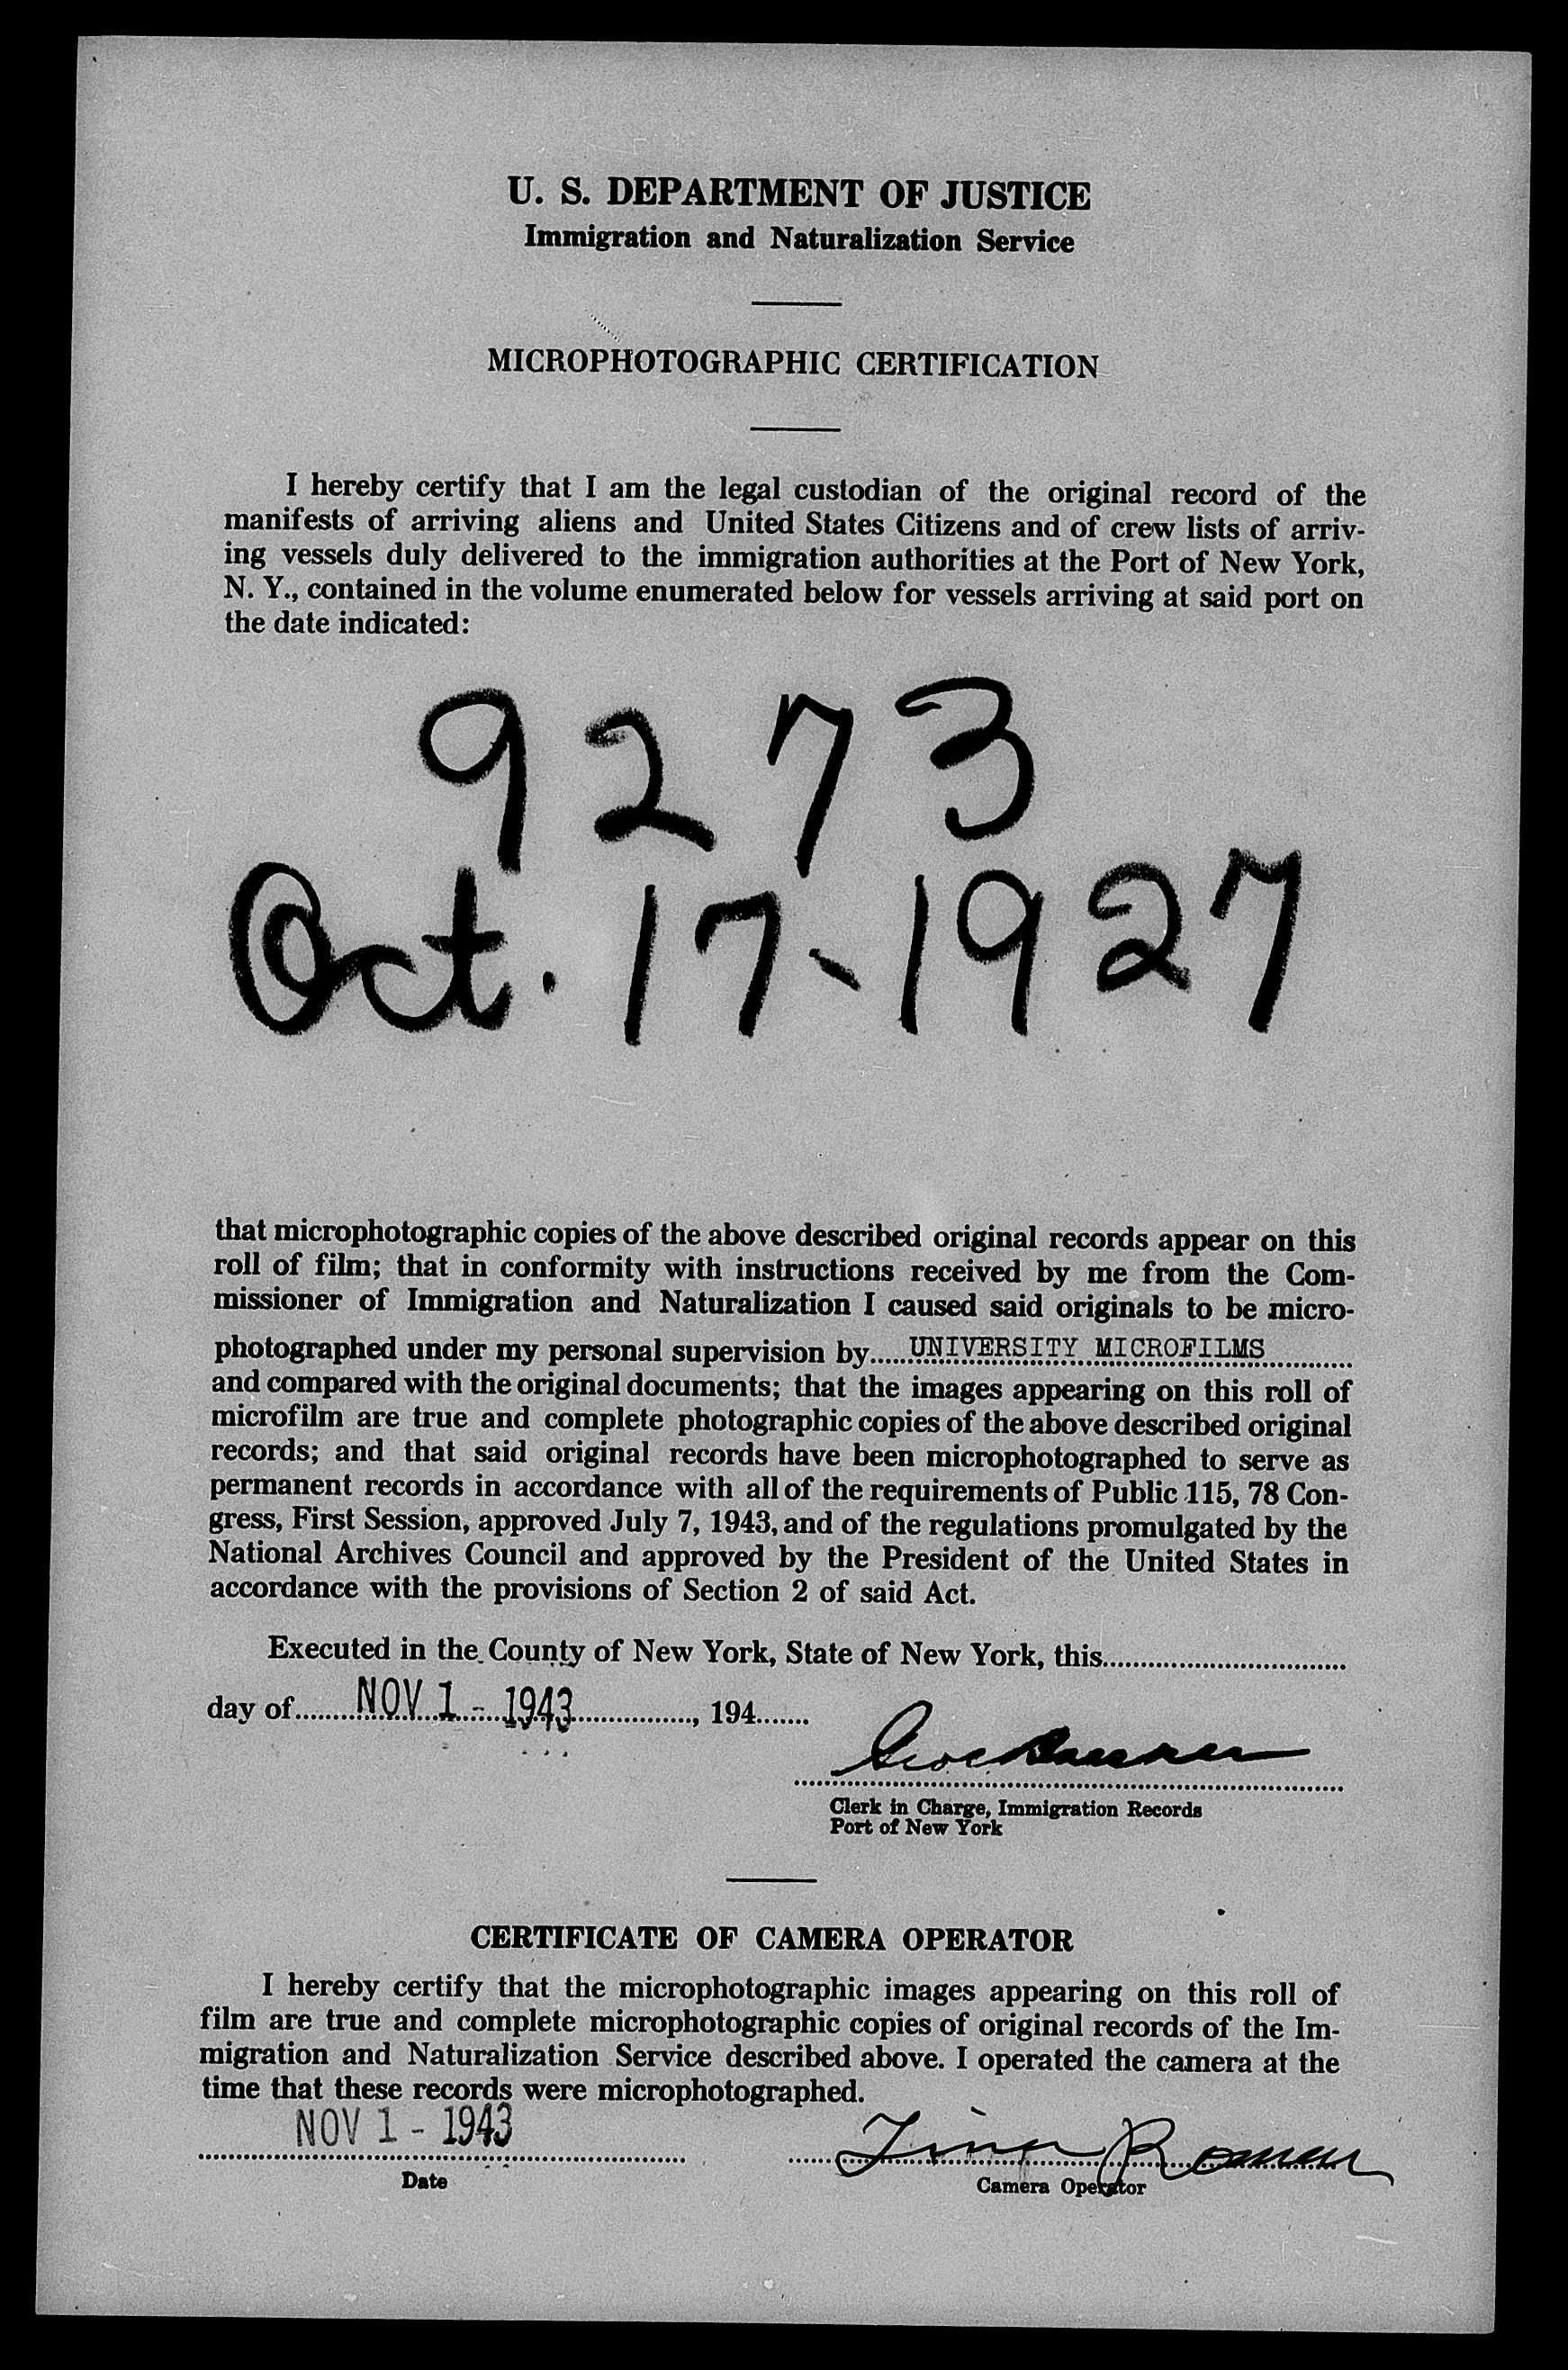 U. S. DEPARTMENT OF JUSTICE
Immigration and Naturalization Service
MICROPHOTOGRAPHIC CERTIFICATION
I hereby certify that I am the legal custodian of the original record of the
manifests of arriving aliens and United States Citizens and of crew lists of arriv-
ing vessels duly delivered to the immigration authorities at the Port of New York,
N. Y., contained in the volume enumerated below for vessels arriving at said port on
the date indicated:
9273
Oct. 17-1927
that microphotographic copies of the above described original records appear on this
roll of film; that in conformity with instructions received by me from the Com-
missioner of Immigration and Naturalization I caused said originals to be micro-
photographed under my personal supervision by......UNIVERSITY MICROFILMS............
and compared with the original documents; that the images appearing on this roll of
microfilm are true and complete photographic copies of the above described original
records; and that said original records have been microphotographed to serve as
permanent records in accordance with all of the requirements of Public 115, 78 Con-
gress, First Session, approved July 7, 1943, and of the regulations promulgated by the
National Archives Council and approved by the President of the United States in
accordance with the provisions of Section 2 of said Act.
Executed in the County of New York, State of New York, this................................
day of........NOV 1 - 1943................, 194.......
Clerk in Charge, Immigration Records
Port of New York
CERTIFICATE OF CAMERA OPERATOR
I hereby certify that the microphotographic images appearing on this roll of
film are true and complete microphotographic copies of original records of the Im-
migration and Naturalization Service described above. I operated the camera at the
time that these records were microphotographed.
NOV 1 - 1943
Roman
Date
Camera Operator